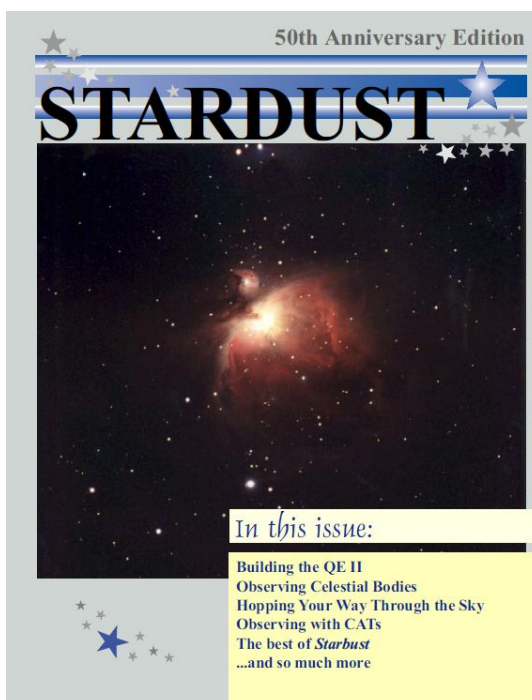 50th Anniversary Edition
STARDUST
In this issue:
Building the QE II
Observing Celestial Bodies
Hopping Your Way Through the Sky
Observing with CATs
The best of Starbust
...and so much more